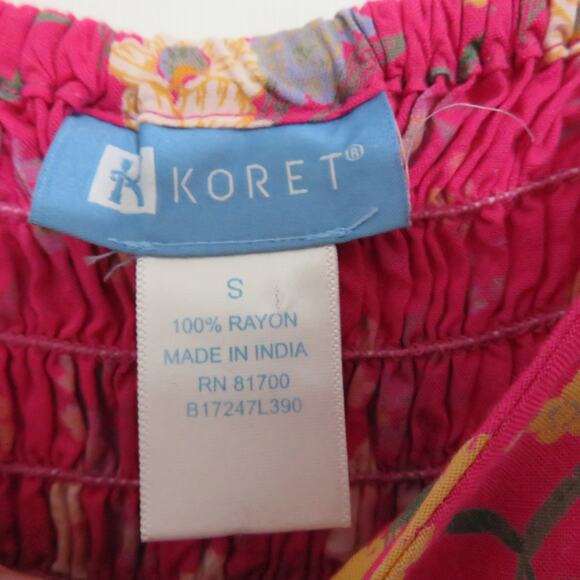 KORET®
S
100% RAYON
MADE IN INDIA
RN 81700
B17247L390